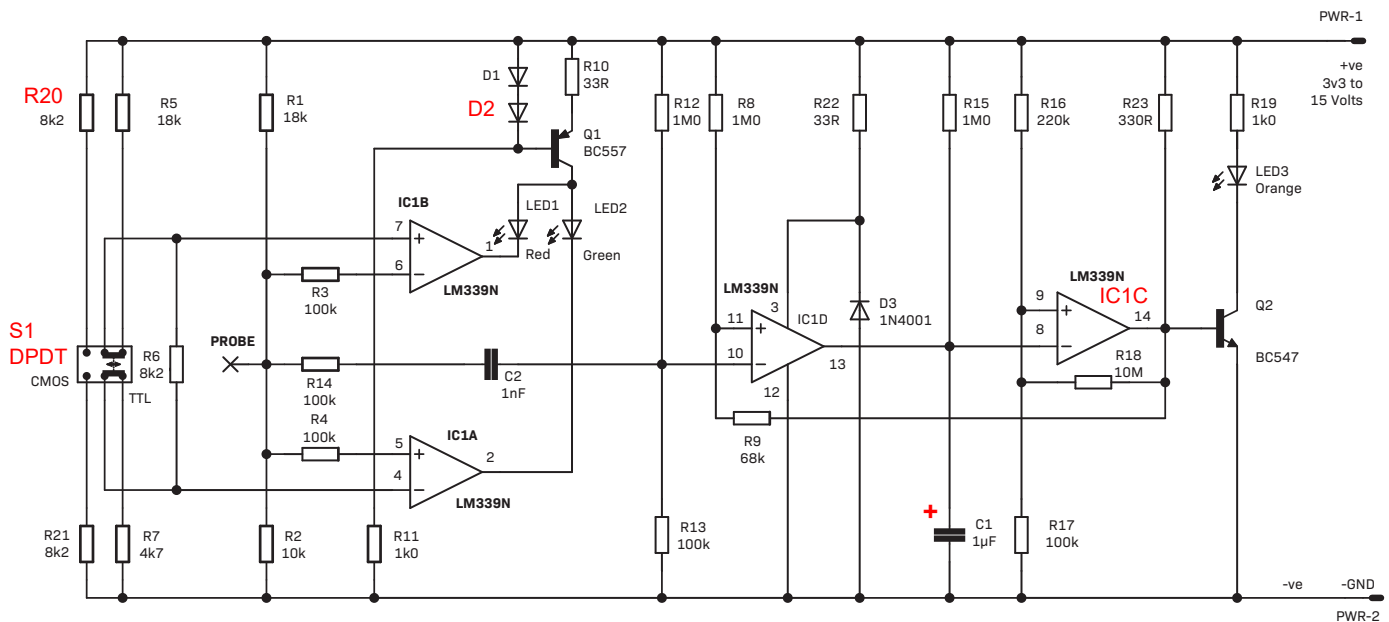 PWR-1
+ve
3v3 to
15 Volts
R20
8k2
R5
18k
R1
18k
D1
D2
R10
33R
Q1
BC557
R12
1M0
R8
1M0
R22
33R
R15
1M0
R16
220k
R23
330R
R19
1k0
LED3
Orange
IC1B
7
+
6
−
1
LM339N
LED1
Red
LED2
Green
R3
100k
S1
DPDT
CMOS
TTL
R6
8k2
PROBE
R14
100k
C2
1nF
R4
100k
LM339N
3
11
+
10
−
IC1D
13
12
D3
1N4001
LM339N
IC1C
9
+
8
−
14
R18
10M
Q2
BC547
R9
68k
IC1A
5
+
4
−
2
LM339N
R21
8k2
R7
4k7
R2
10k
R11
1k0
R13
100k
+
C1
1µF
R17
100k
-ve
-GND
PWR-2